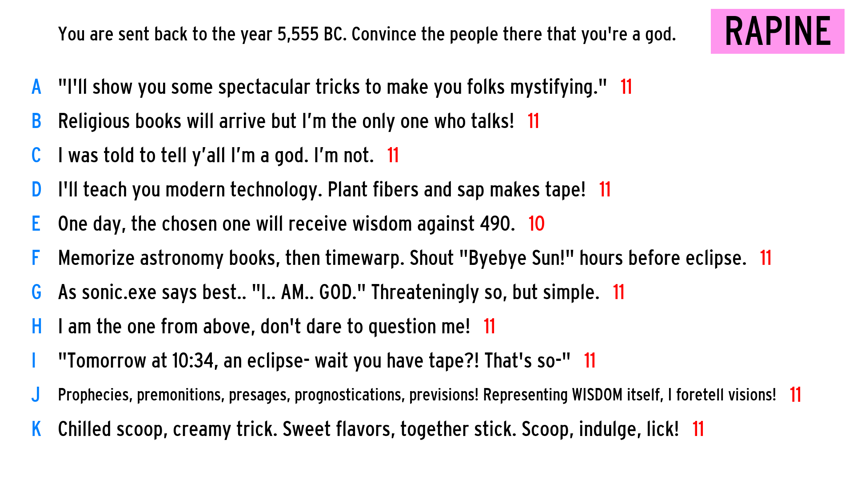 You are sent back to the year 5,555 BC. Convince the people there that you're a god. RAPINE
A "I'll show you some spectacular tricks to make you folks mystifying." 11
B Religious books will arrive but I’m the only one who talks! 11
C I was told to tell y’all I’m a god. I’m not. 11
D I'll teach you modern technology. Plant fibers and sap makes tape! 11
E One day, the chosen one will receive wisdom against 490. 10
F Memorize astronomy books, then timewarp. Shout "Byebye Sun!" hours before eclipse. 11
G As sonic.exe says best.. "I.. AM.. GOD." Threateningly so, but simple. 11
H I am the one from above, don't dare to question me! 11
I "Tomorrow at 10:34, an eclipse- wait you have tape?! That's so-" 11
J Prophecies, premonitions, presages, prognostications, previsions! Representing WISDOM itself, I foretell visions! 11
K Chilled scoop, creamy trick. Sweet flavors, together stick. Scoop, indulge, lick! 11